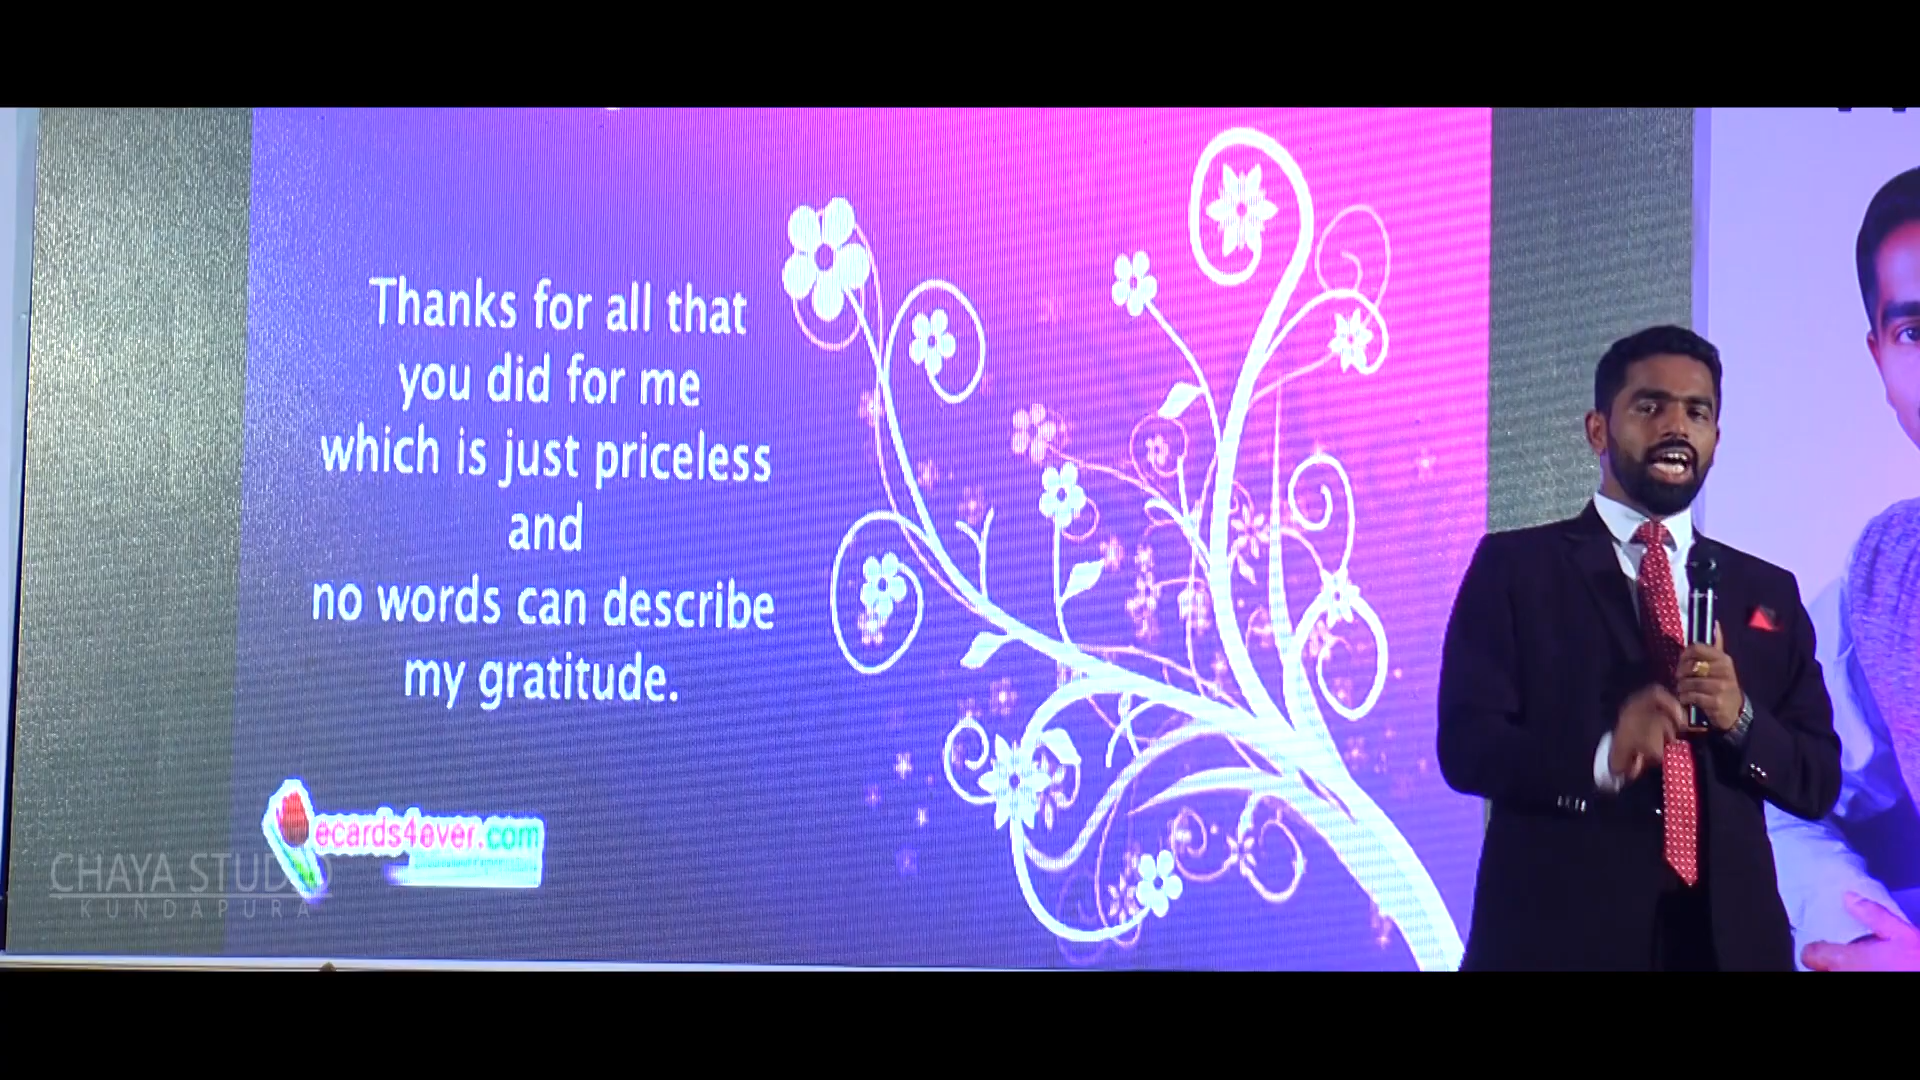 Thanks for all that
you did for me
which is just priceless
and
no words can describe
my gratitude.
ecards4ever.com
CHAYA STUDIO
KUNDAPURA